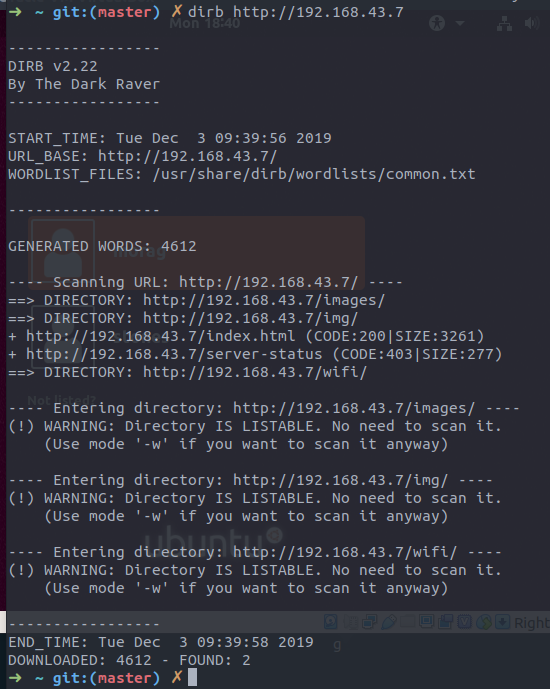 ➜ ~ git:(master) ✗ dirb http://192.168.43.7
Mon 18:40
-----------------
DIRB v2.22
By The Dark Raver
-----------------
START_TIME: Tue Dec  3 09:39:56 2019
URL_BASE: http://192.168.43.7/
WORDLIST_FILES: /usr/share/dirb/wordlists/common.txt
-----------------
GENERATED WORDS: 4612
---- Scanning URL: http://192.168.43.7/ ----
==> DIRECTORY: http://192.168.43.7/images/
==> DIRECTORY: http://192.168.43.7/img/
+ http://192.168.43.7/index.html (CODE:200|SIZE:3261)
+ http://192.168.43.7/server-status (CODE:403|SIZE:277)
==> DIRECTORY: http://192.168.43.7/wifi/
Not listed?
---- Entering directory: http://192.168.43.7/images/ ----
(!) WARNING: Directory IS LISTABLE. No need to scan it.
    (Use mode '-w' if you want to scan it anyway)
---- Entering directory: http://192.168.43.7/img/ ----
(!) WARNING: Directory IS LISTABLE. No need to scan it.
    (Use mode '-w' if you want to scan it anyway)
ubuntu
---- Entering directory: http://192.168.43.7/wifi/ ----
(!) WARNING: Directory IS LISTABLE. No need to scan it.
    (Use mode '-w' if you want to scan it anyway)
-----------------
Right
END_TIME: Tue Dec  3 09:39:58 2019
DOWNLOADED: 4612 - FOUND: 2
g
➜ ~ git:(master) ✗